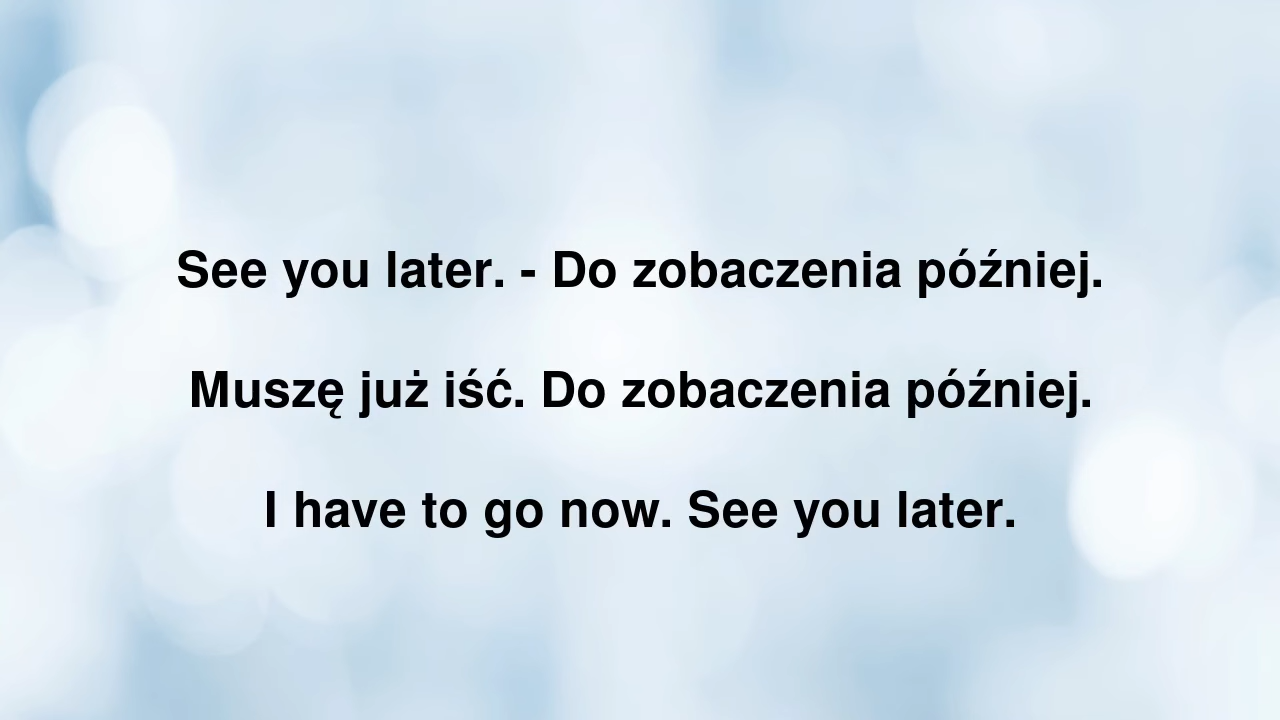 See you later. - Do zobaczenia później.
Muszę już iść. Do zobaczenia później.
I have to go now. See you later.